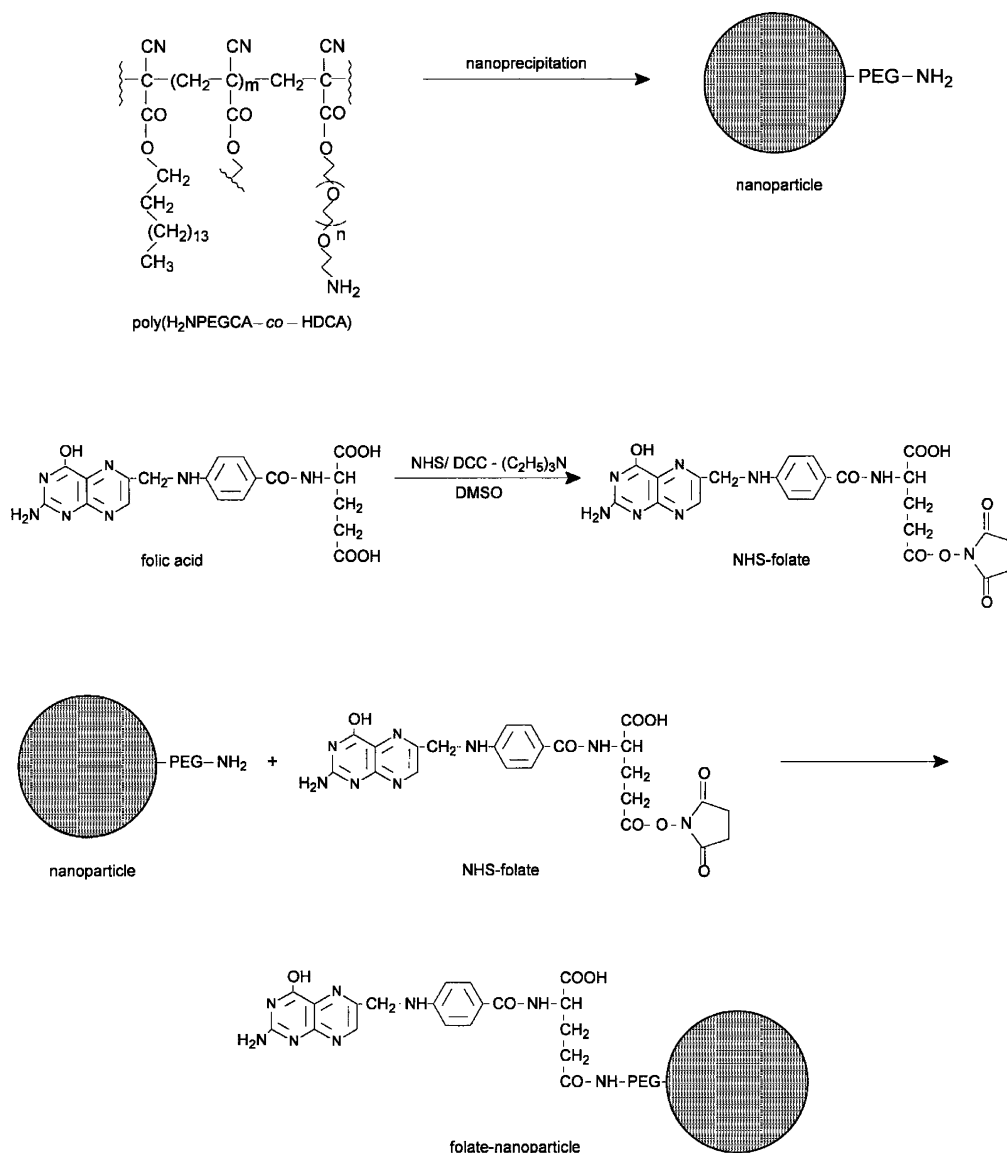 CN CN CN
C (CH2 C)m CH2 C
CO CO CO
O O O
CH2
CH2 (O
(CH2)13 O)n
CH3 NH2
poly(H2NPEGCA-co-HDCA)
nanoprecipitation
PEG-NH2
nanoparticle
OH COOH
N N CH2-NH CO-NH-CH
H2N N N CH2
CH2
COOH
folic acid
NHS/ DCC - (C2H5)3N
DMSO
OH COOH
N N CH2-NH CO-NH-CH
H2N N N CH2
CH2 O
CO-O-N
O
NHS-folate
PEG-NH2
nanoparticle
+
OH COOH
N N CH2-NH CO-NH-CH
H2N N N CH2
CH2 O
CO-O-N
O
NHS-folate
OH COOH
N N CH2-NH CO-NH-CH
H2N N N CH2
CH2
CO-NH-PEG
folate-nanoparticle